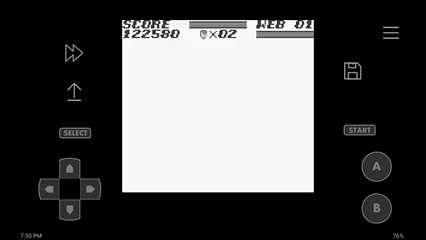 SCORE WEB 01
122580 ×02
SELECT
START
A
B
7:50 PM 76%